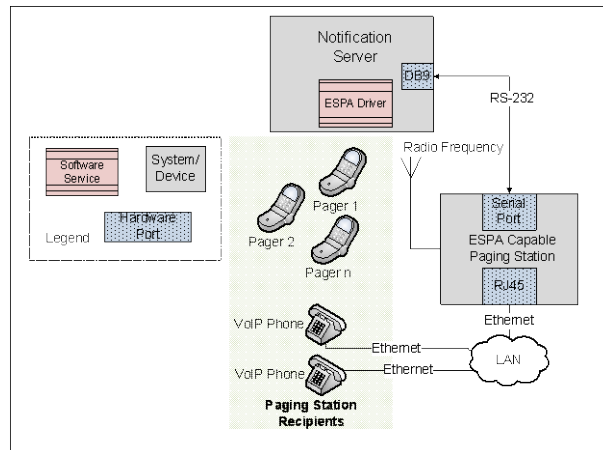 Notification
Server
DB9
ESPA Driver
RS-232
Radio Frequency
Software
Service
System/
Device
Hardware
Port
Legend
Pager 1
Pager 2
Pager n
Serial
Port
ESPA Capable
Paging Station
RJ45
Ethernet
VoIP Phone
Ethernet
LAN
VoIP Phone
Ethernet
Paging Station
Recipients